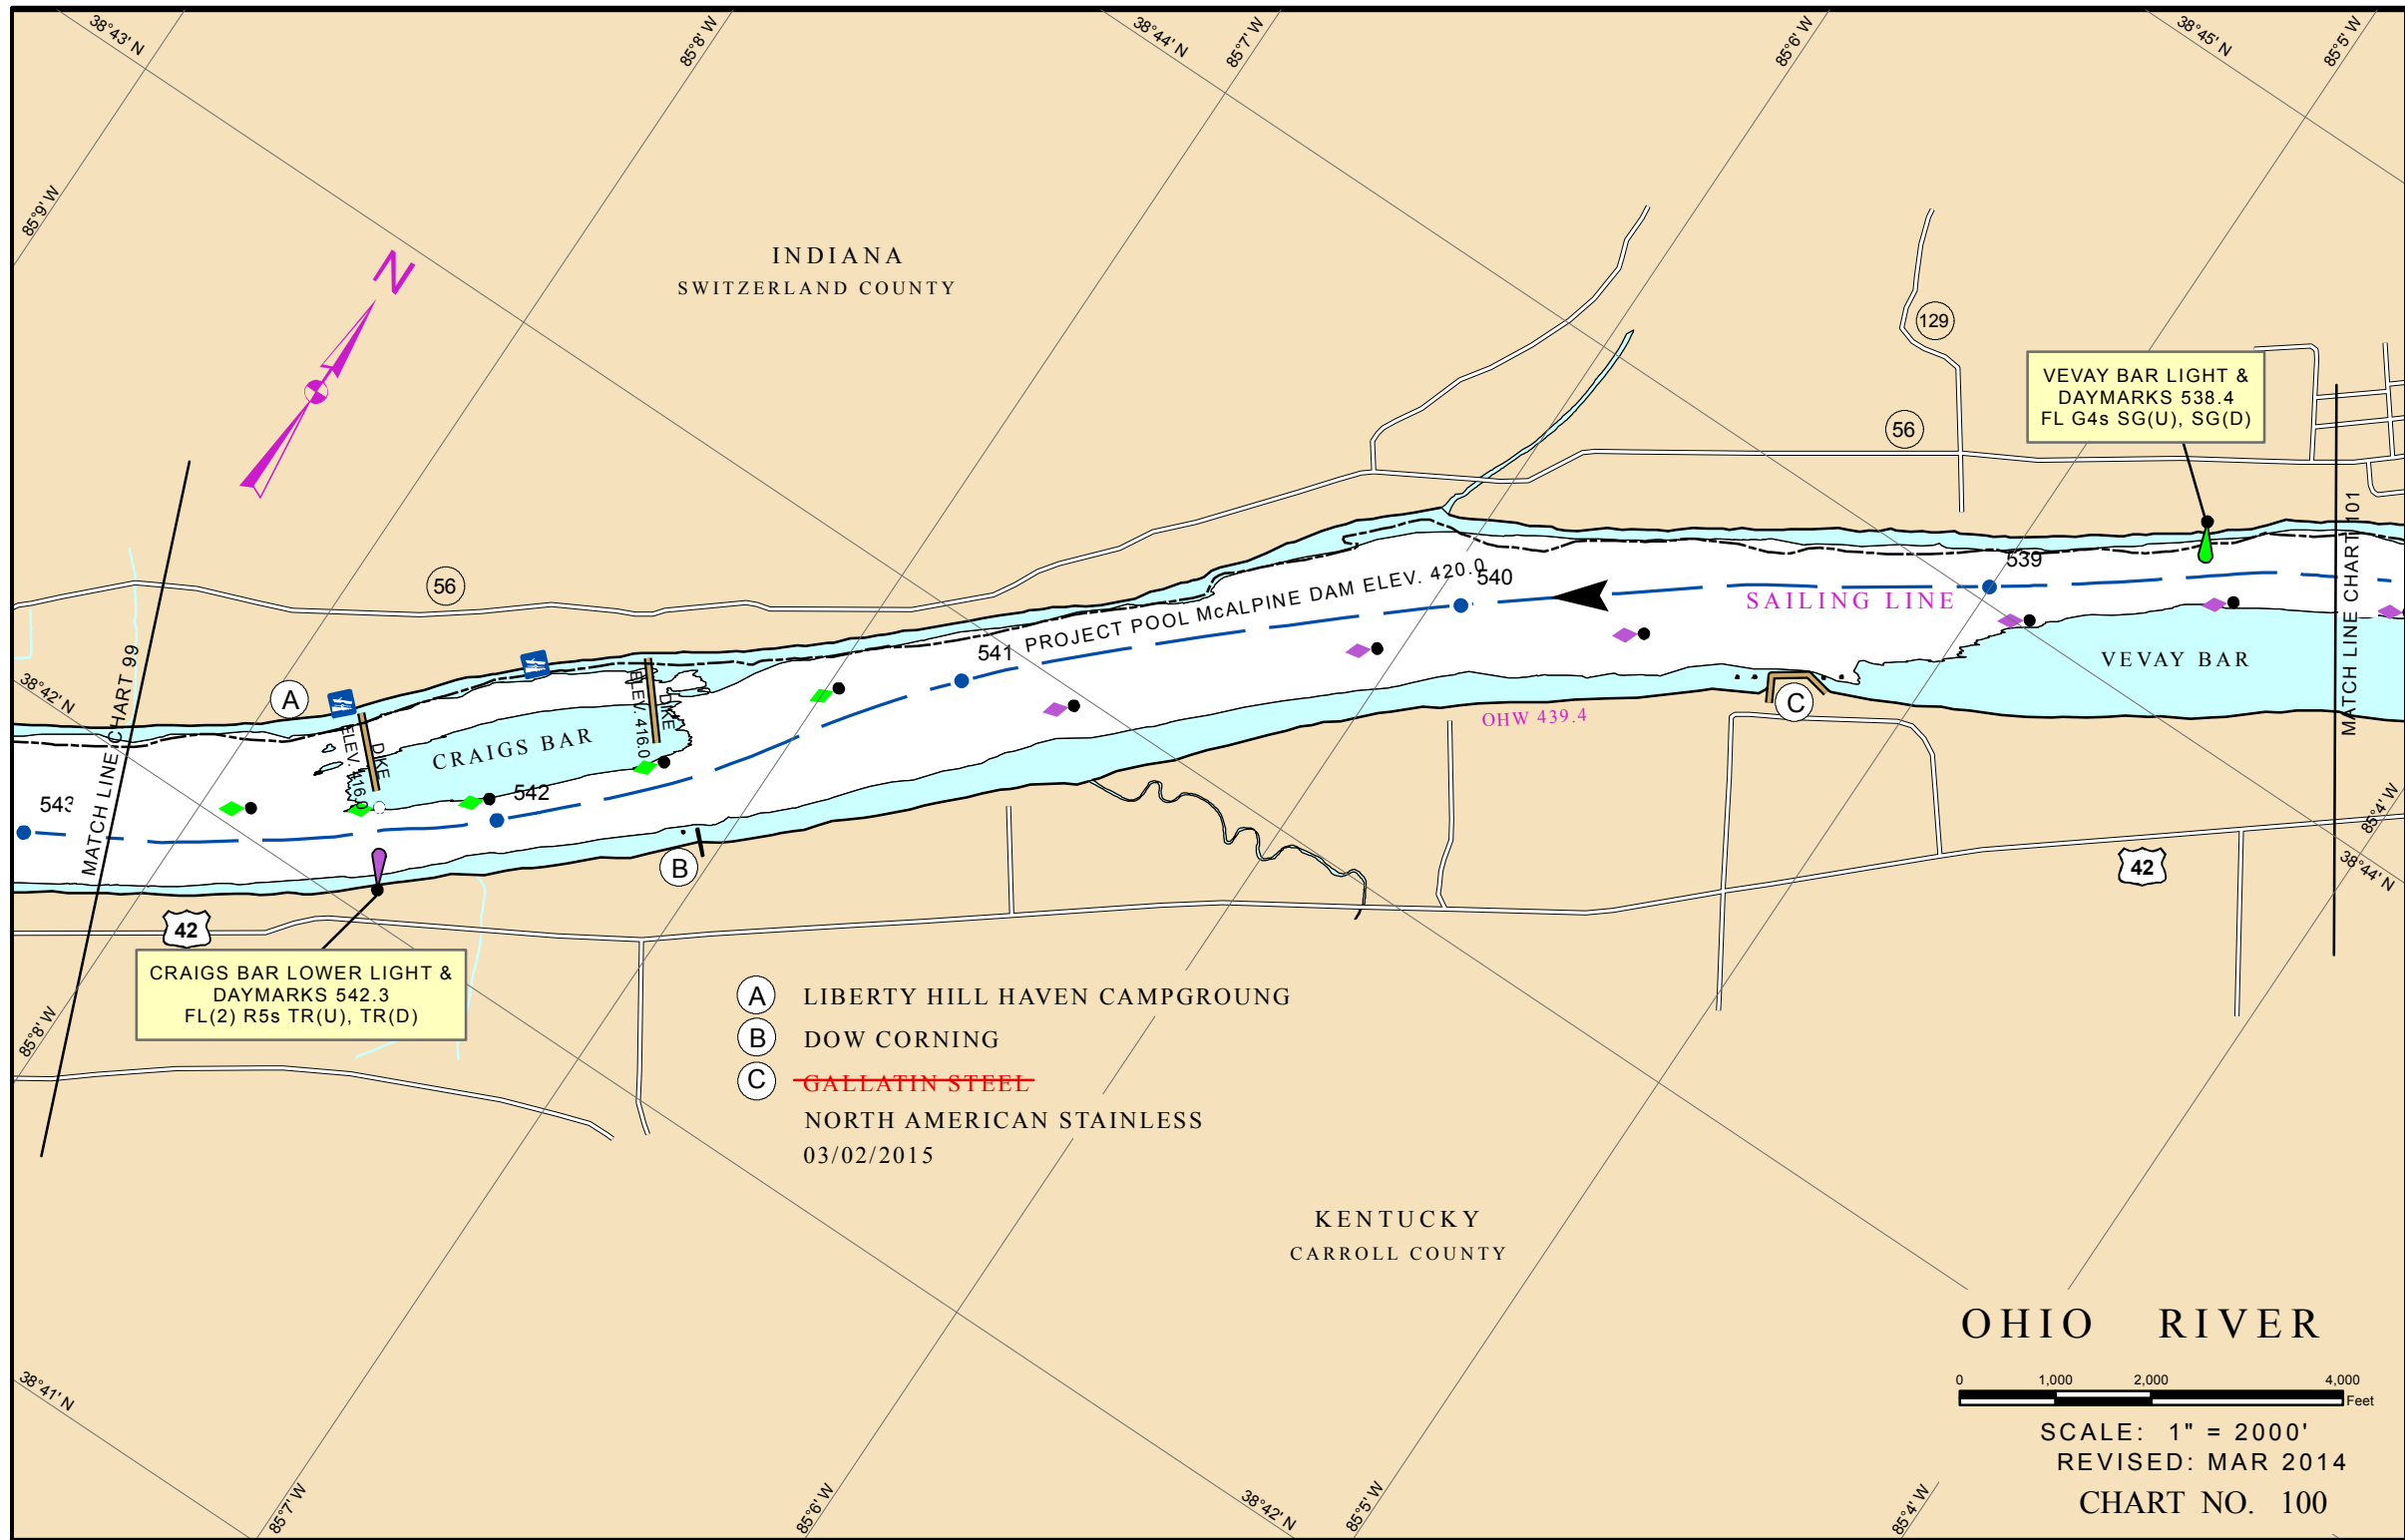 38°43' N
85°8' W
38°44' N
85°7' W
85°6' W
38°45' N
85°5' W
85°9' W
N
INDIANA
SWITZERLAND COUNTY
129
56
VEVAY BAR LIGHT &
DAYMARKS 538.4
FL G4s SG(U), SG(D)
MATCH LINE CHART 101
56
539
540
541
PROJECT POOL McALPINE DAM ELEV. 420.0
SAILING LINE
VEVAY BAR
38°42' N
MATCH LINE CHART 99
A
DIKE
ELEV. 416.0
CRAIGS BAR
DIKE
ELEV. 416.0
543
542
B
C
OHW 439.4
42
42
85°4' W
38°44' N
CRAIGS BAR LOWER LIGHT &
DAYMARKS 542.3
FL(2) R5s TR(U), TR(D)
85°8' W
A LIBERTY HILL HAVEN CAMPGROUNG
B DOW CORNING
C GALLATIN STEEL
NORTH AMERICAN STAINLESS
03/02/2015
KENTUCKY
CARROLL COUNTY
38°41' N
85°7' W
85°6' W
38°42' N
85°5' W
85°4' W
OHIO RIVER
0 1,000 2,000 4,000
Feet
SCALE: 1" = 2000'
REVISED: MAR 2014
CHART NO. 100